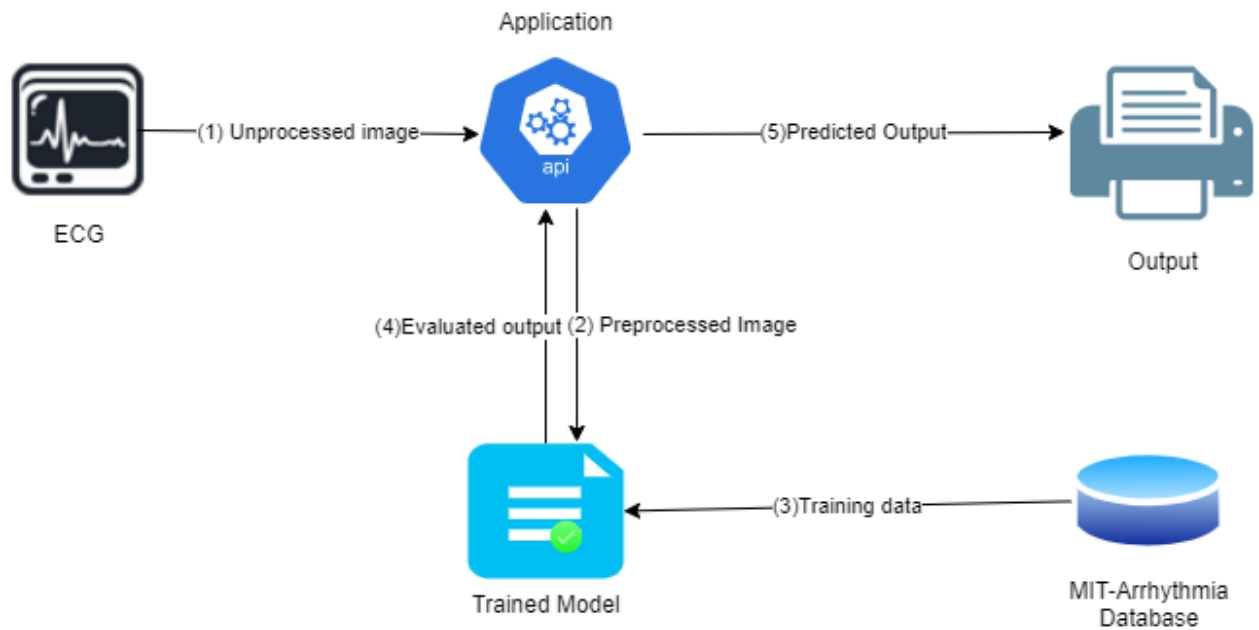 Application
(1) Unprocessed image
api
(5)Predicted Output
ECG
Output
(4)Evaluated output
(2) Preprocessed Image
(3)Training data
Trained Model
MIT-Arrhythmia
Database